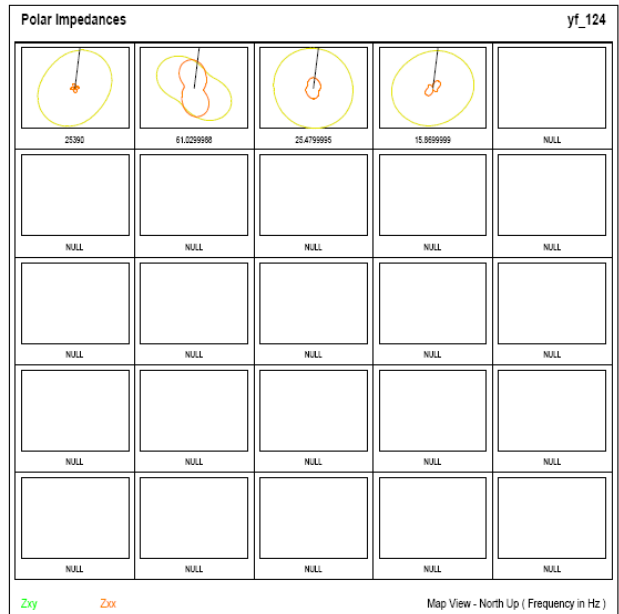 Polar Impedances yf_124
25390 61.0299988 25.4799995 15.8699999 NULL
NULL NULL NULL NULL NULL
NULL NULL NULL NULL NULL
NULL NULL NULL NULL NULL
NULL NULL NULL NULL NULL
Zxy Zxx Map View - North Up ( Frequency in Hz )